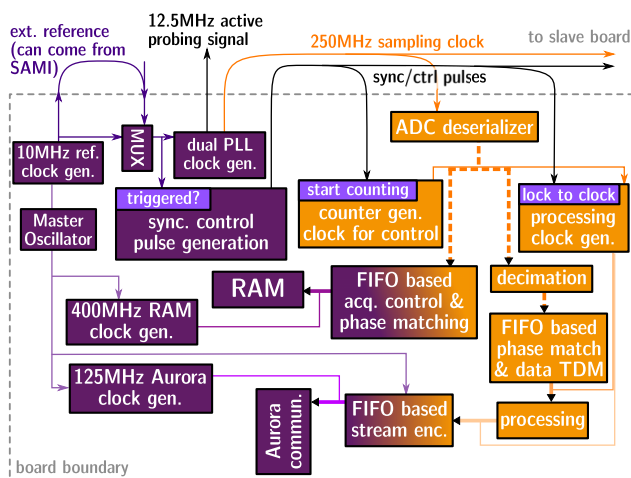 ext. reference
(can come from
SAMI)
12.5MHz active
probing signal
250MHz sampling clock
to slave board
sync/ctrl pulses
MUX
dual PLL
clock gen.
ADC deserializer
10MHz ref.
clock gen.
triggered?
sync. control
pulse generation
start counting
counter gen.
clock for control
lock to clock
processing
clock gen.
Master
Oscillator
RAM
FIFO based
acq. control &
phase matching
decimation
400MHz RAM
clock gen.
FIFO based
phase match
& data TDM
125MHz Aurora
clock gen.
Aurora
commun.
FIFO based
stream enc.
processing
board boundary